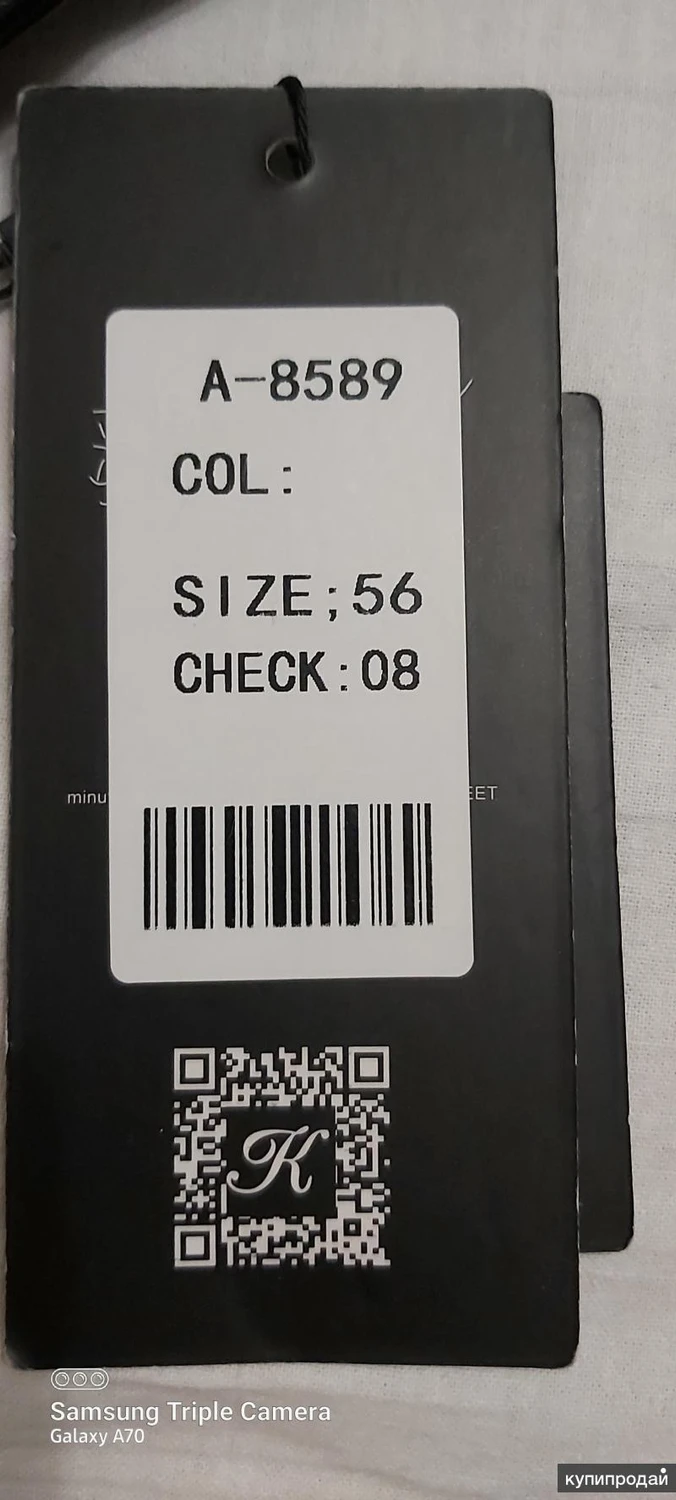 A-8589
COL:
SIZE;56
CHECK:08
K
Samsung Triple Camera
Galaxy A70
купипродай